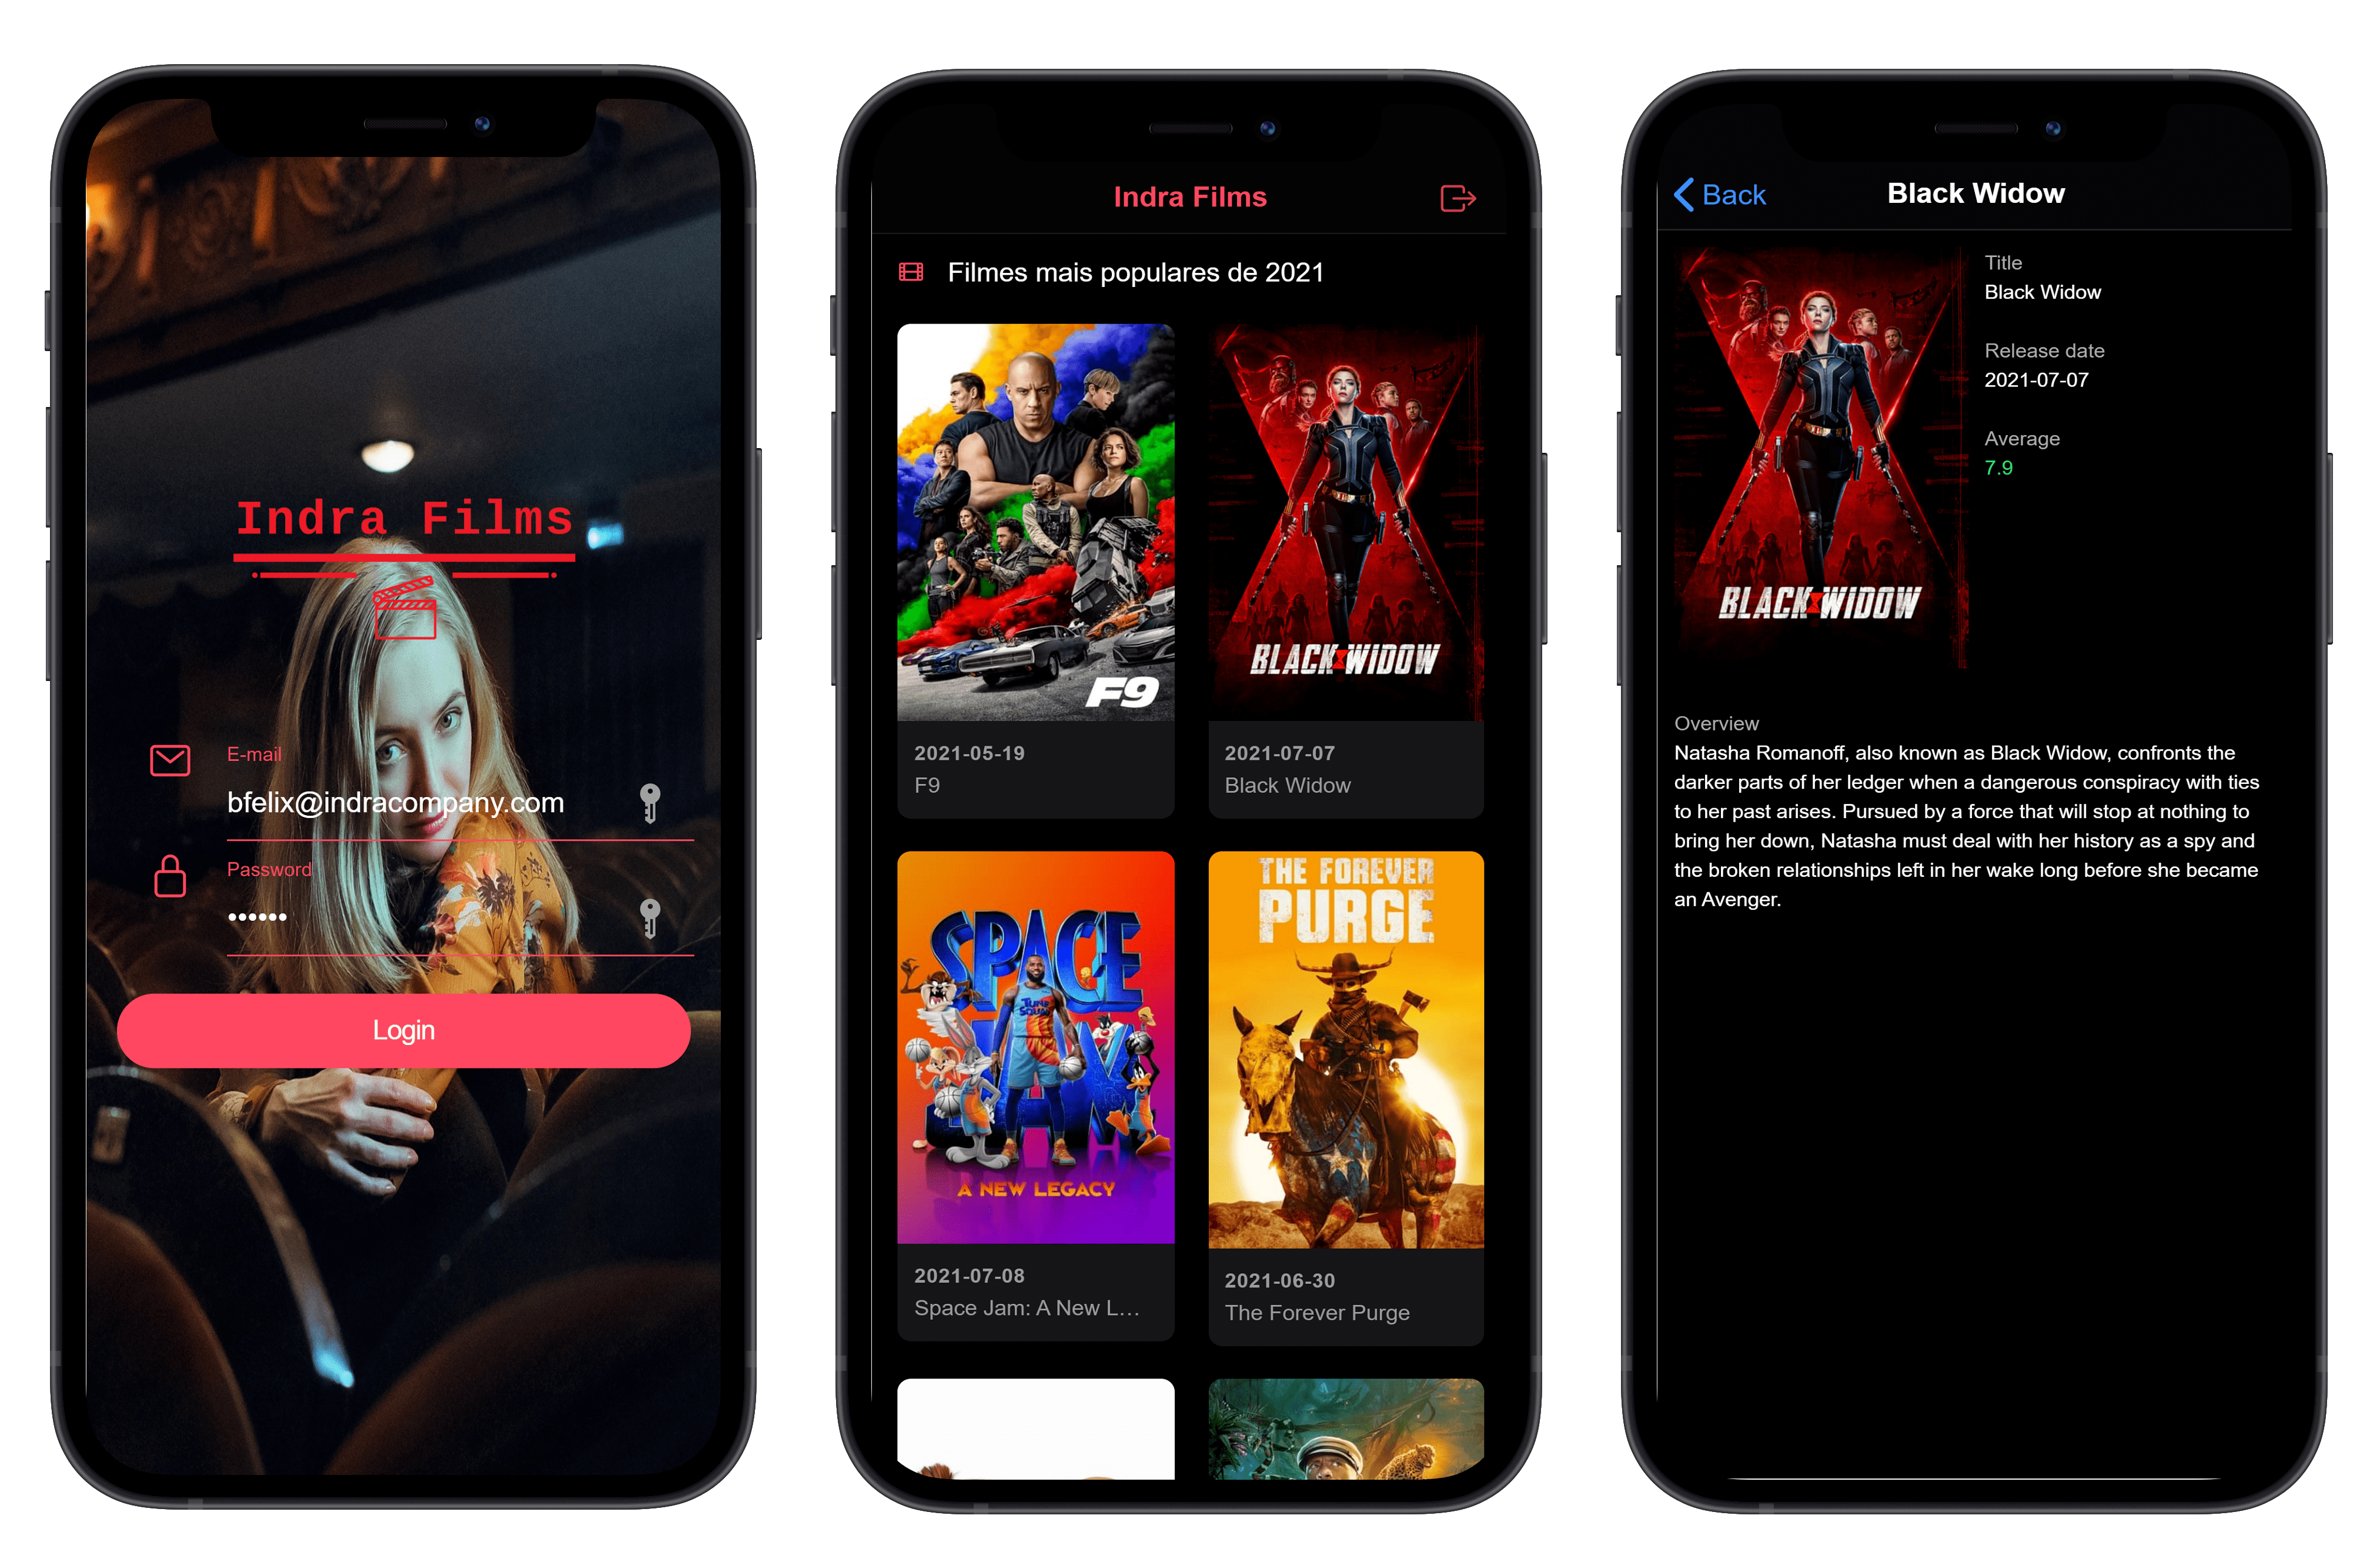 Indra Films
E-mail
bfelix@indracompany.com
Password
••••••
Login
Indra Films
Filmes mais populares de 2021
F9
2021-05-19
F9
BLACK WIDOW
2021-07-07
Black Widow
SPACE
JAM
TUNE
SQUAD
A NEW LEGACY
2021-07-08
Space Jam: A New L...
THE FOREVER
PURGE
2021-06-30
The Forever Purge
Back
Black Widow
BLACK WIDOW
Title
Black Widow
Release date
2021-07-07
Average
7.9
Overview
Natasha Romanoff, also known as Black Widow, confronts the
darker parts of her ledger when a dangerous conspiracy with ties
to her past arises. Pursued by a force that will stop at nothing to
bring her down, Natasha must deal with her history as a spy and
the broken relationships left in her wake long before she became
an Avenger.